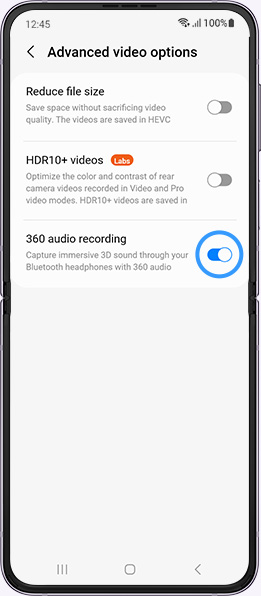 12:45
100%
Advanced video options
Reduce file size
Save space without sacrificing video
quality. The videos are saved in HEVC
HDR10+ videos Labs
Optimize the color and contrast of rear
camera videos recorded in Video and Pro
video modes. HDR10+ videos are saved in
360 audio recording
Capture immersive 3D sound through your
Bluetooth headphones with 360 audio